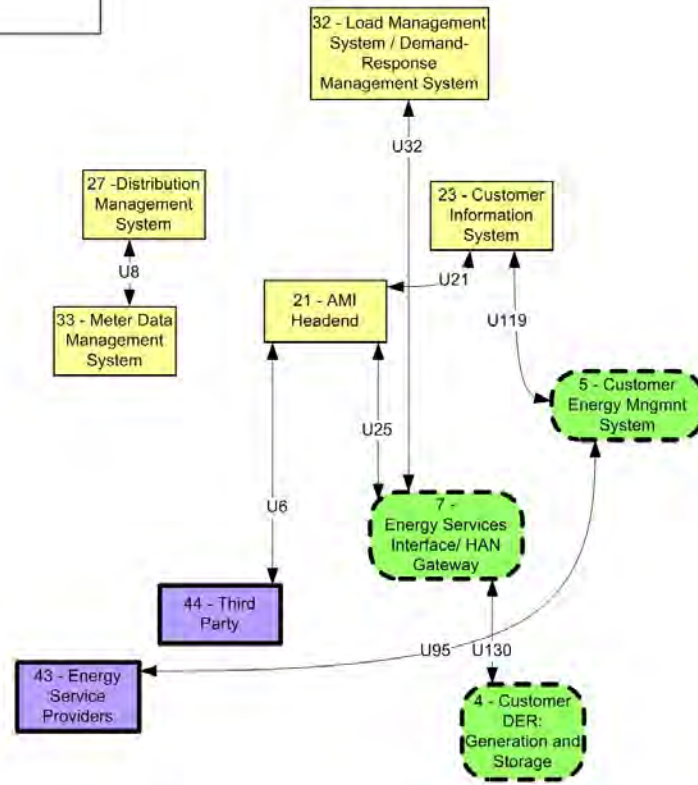 32 - Load Management
System / Demand-
Response
Management System
U32
27 -Distribution
Management
System
23 - Customer
Information
System
U8
U21
21 - AMI
Headend
33 - Meter Data
Management
System
U119
5 - Customer
Energy Mngmnt
System
U25
U6
7 -
Energy Services
Interface/ HAN
Gateway
44 - Third
Party
U95
U130
43 - Energy
Service
Providers
4 - Customer
DER:
Generation and
Storage